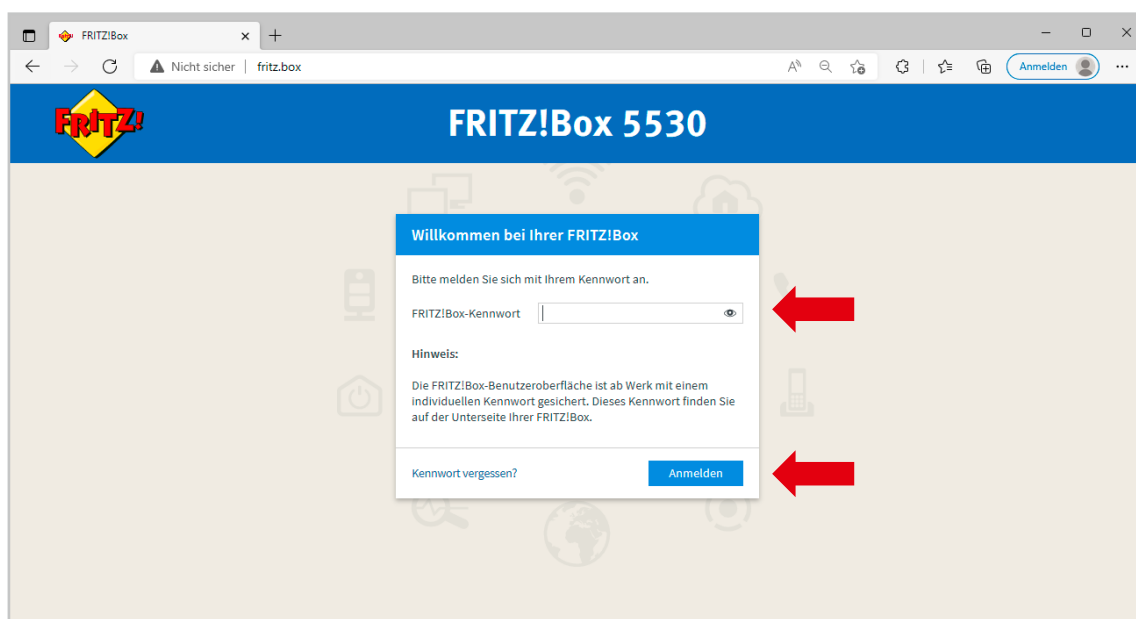 FRITZ!Box
Nicht sicher | fritz.box
Anmelden
FRITZ!
FRITZ!Box 5530
Willkommen bei Ihrer FRITZ!Box
Bitte melden Sie sich mit Ihrem Kennwort an.
FRITZ!Box-Kennwort
Hinweis:
Die FRITZ!Box-Benutzeroberfläche ist ab Werk mit einem
individuellen Kennwort gesichert. Dieses Kennwort finden Sie
auf der Unterseite Ihrer FRITZ!Box.
Kennwort vergessen?
Anmelden